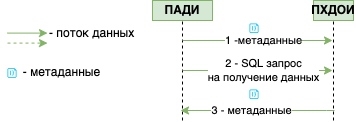 ПАДИ
ПХДОИ
- поток данных
- метаданные
1 -метаданные
2 - SQL запрос
на получение данных
3 - метаданные